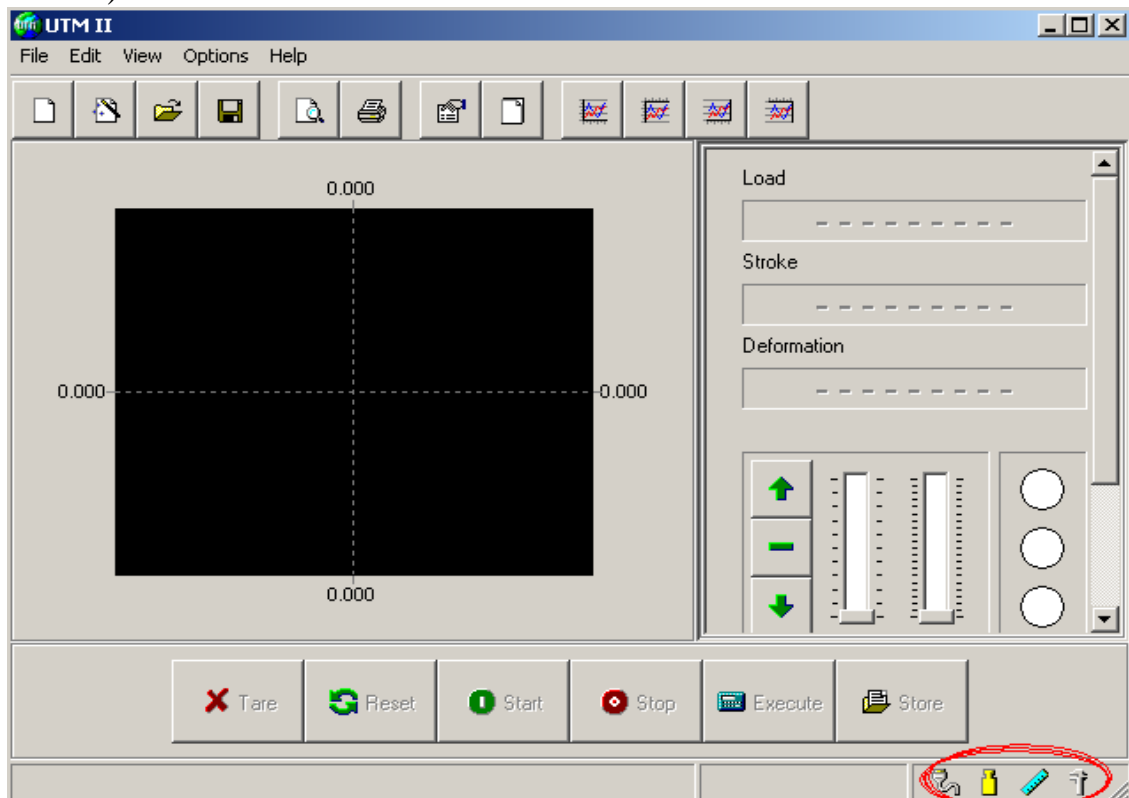 UTM II
File Edit View Options Help
0.000
0.000 0.000
0.000
Load
---------
Stroke
---------
Deformation
---------
Tare Reset Start Stop Execute Store